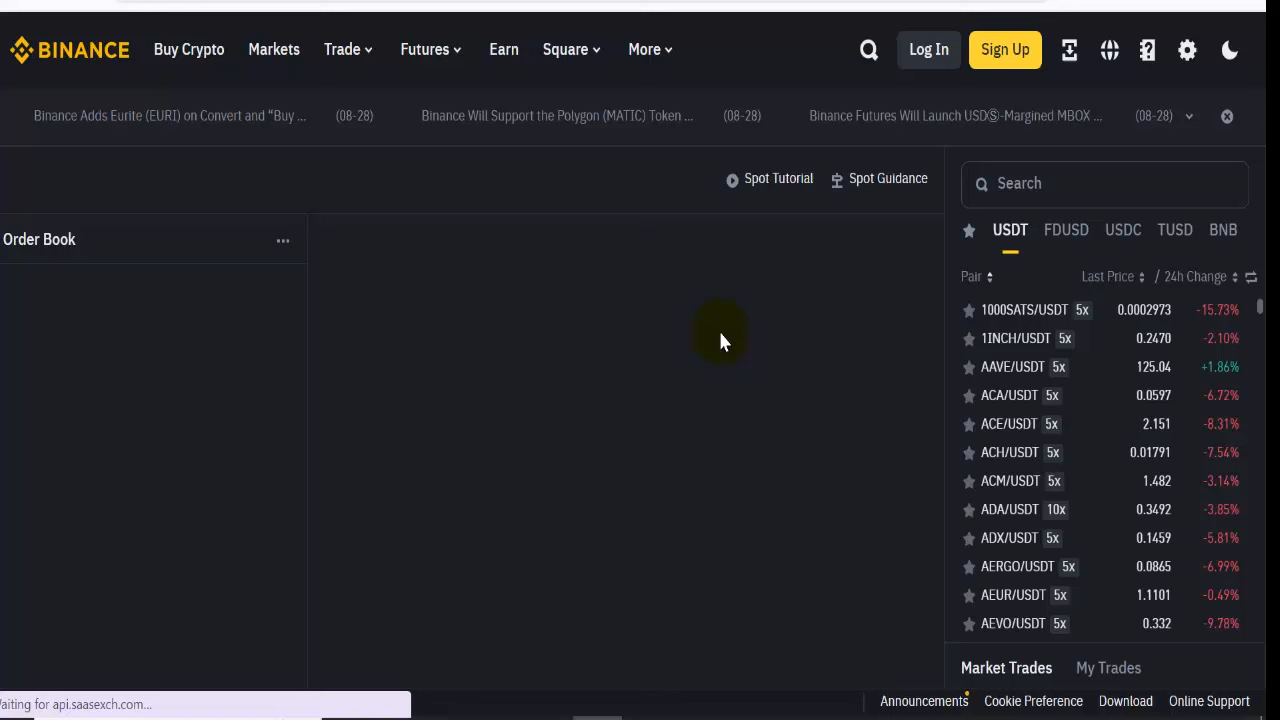 BINANCE Buy Crypto Markets Trade Futures Earn Square More Log In Sign Up
Binance Adds Eurite (EURI) on Convert and “Buy ... (08-28) Binance Will Support the Polygon (MATIC) Token ... (08-28) Binance Futures Will Launch USDⓈ-Margined MBOX ... (08-28)
Spot Tutorial Spot Guidance
Order Book ...
Search
USDT FDUSD USDC TUSD BNB
Pair Last Price / 24h Change
1000SATS/USDT 5x 0.0002973 -15.73%
1INCH/USDT 5x 0.2470 -2.10%
AAVE/USDT 5x 125.04 +1.86%
ACA/USDT 5x 0.0597 -6.72%
ACE/USDT 5x 2.151 -8.31%
ACH/USDT 5x 0.01791 -7.54%
ACM/USDT 5x 1.482 -3.14%
ADA/USDT 10x 0.3492 -3.85%
ADX/USDT 5x 0.1459 -5.81%
AERGO/USDT 5x 0.0865 -6.99%
AEUR/USDT 5x 1.1101 -0.49%
AEVO/USDT 5x 0.332 -9.78%
Market Trades My Trades
Waiting for api.saasexch.com...
Announcements Cookie Preference Download Online Support